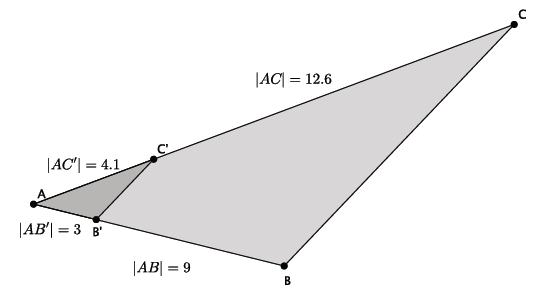 C
|AC| = 12.6
C'
|AC′| = 4.1
A
|AB′| = 3
B'
|AB| = 9
B